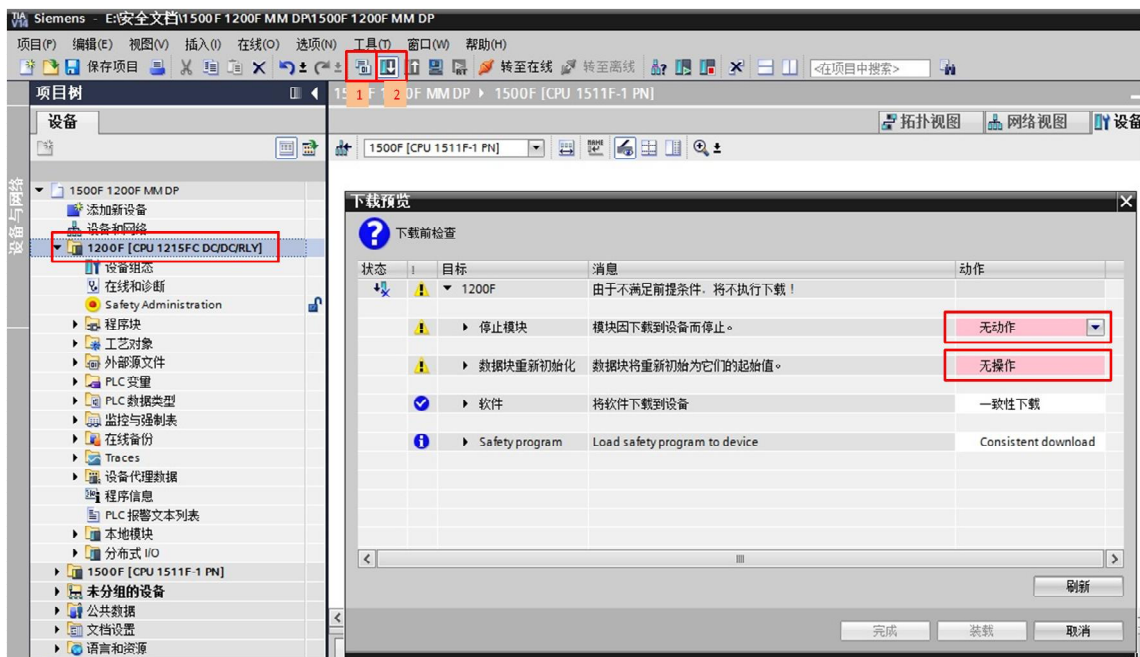 TIA V14 Siemens - E:\安全文档\1500F 1200F MM DP\1500F 1200F MM DP
项目(P) 编辑(E) 视图(V) 插入(I) 在线(O) 选项(N) 工具(T) 窗口(W) 帮助(H)
保存项目 转至在线 转至离线 <在项目中搜索>
项目树
1 2
MM DP ▸ 1500F [CPU 1511F-1 PN]
设备
拓扑视图 网络视图 设备
1500F [CPU 1511F-1 PN]
设备与网络
1500F 1200F MM DP
添加新设备
设备和网络
1200F [CPU 1215FC DC/DC/RLY]
设备组态
在线和诊断
Safety Administration
程序块
工艺对象
外部源文件
PLC 变量
PLC 数据类型
监控与强制表
在线备份
Traces
设备代理数据
程序信息
PLC 报警文本列表
本地模块
分布式 I/O
1500F [CPU 1511F-1 PN]
未分组的设备
公共数据
文档设置
语言和资源
下载预览
下载前检查
状态 ! 目标 消息 动作
1200F 由于不满足前提条件，将不执行下载！
停止模块 模块因下载到设备而停止。 无动作
数据块重新初始化 数据块将重新初始为它们的起始值。 无操作
软件 将软件下载到设备 一致性下载
Safety program Load safety program to device Consistent download
刷新
完成 装载 取消